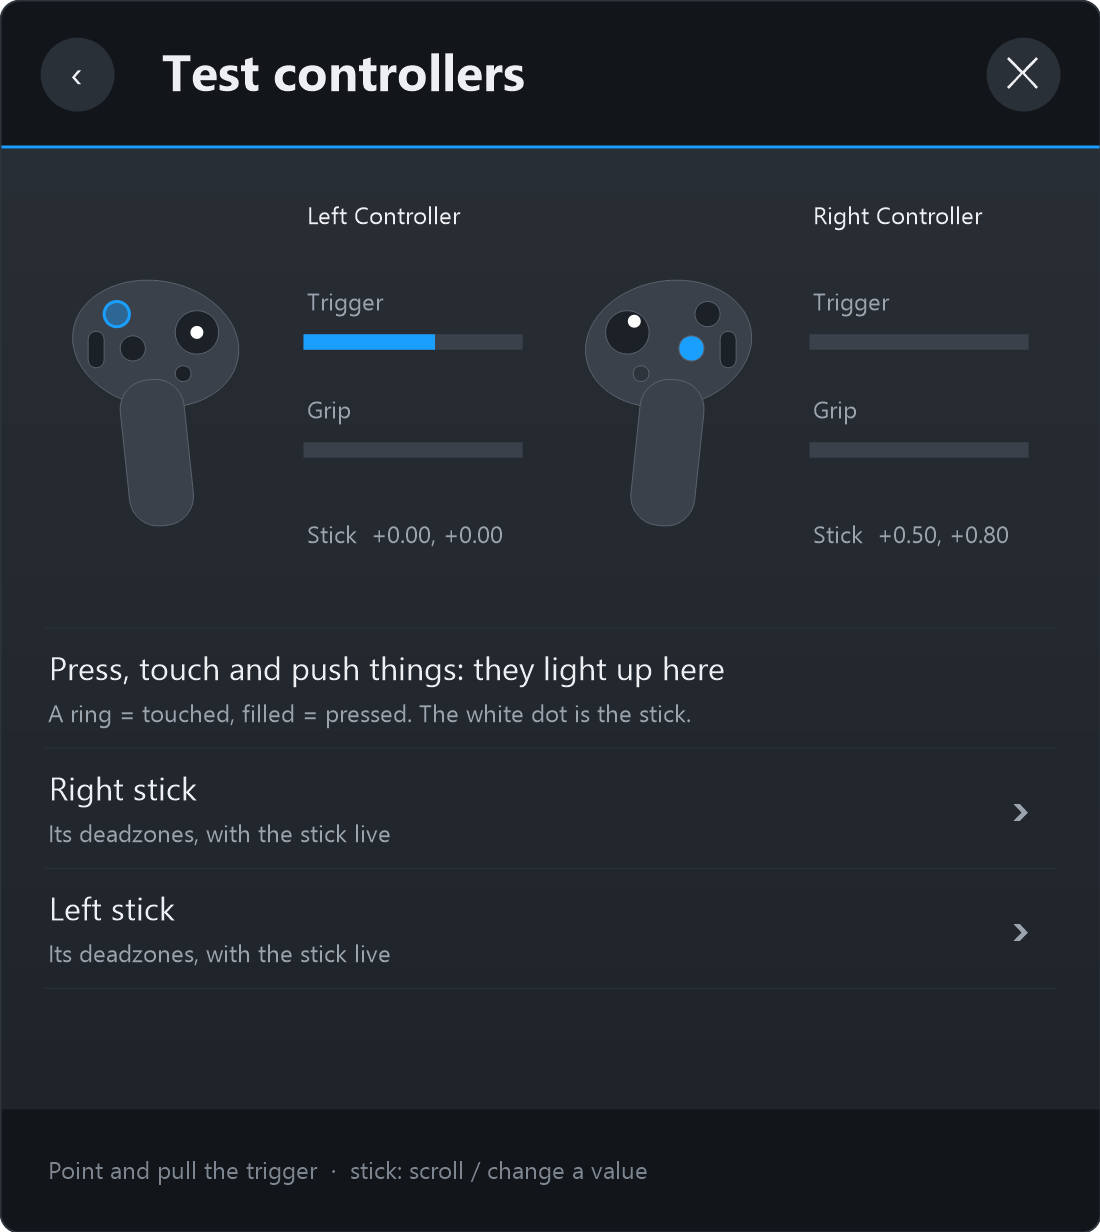 Test controllers
Left Controller
Trigger
Grip
Stick +0.00, +0.00
Right Controller
Trigger
Grip
Stick +0.50, +0.80
Press, touch and push things: they light up here
A ring = touched, filled = pressed. The white dot is the stick.
Right stick
Its deadzones, with the stick live
Left stick
Its deadzones, with the stick live
Point and pull the trigger · stick: scroll / change a value